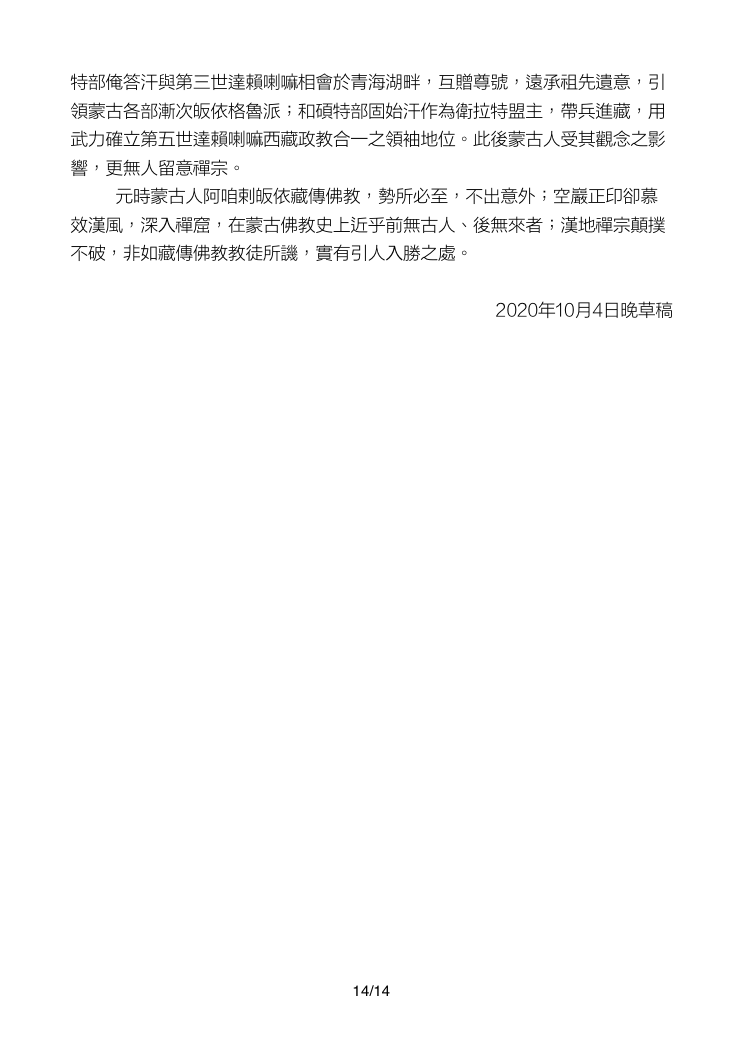 特部俺答汗與第三世達賴喇嘛相會於青海湖畔，互贈尊號，遠承祖先遺意，引
領蒙古各部漸次皈依格魯派；和碩特部固始汗作為衛拉特盟主，帶兵進藏，用
武力確立第五世達賴喇嘛西藏政教合一之領袖地位。此後蒙古人受其觀念之影
響，更無人留意禪宗。
元時蒙古人阿咱剌皈依藏傳佛教，勢所必至，不出意外；空巖正印卻慕
效漢風，深入禪窟，在蒙古佛教史上近乎前無古人、後無來者；漢地禪宗顛撲
不破，非如藏傳佛教教徒所譏，實有引人入勝之處。
2020年10月4日晚草稿
14/14